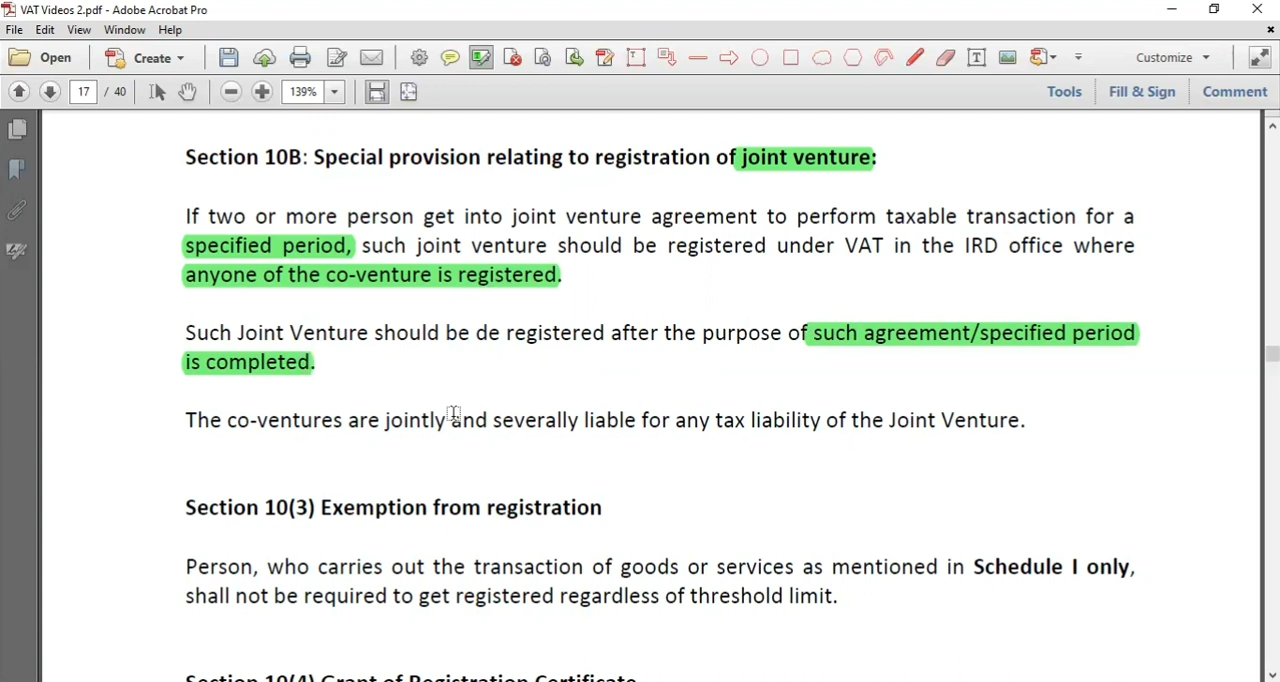 VAT Videos 2.pdf - Adobe Acrobat Pro
File Edit View Window Help
Open Create Customize
17 / 40 139% Tools Fill & Sign Comment
Section 10B: Special provision relating to registration of joint venture:
If two or more person get into joint venture agreement to perform taxable transaction for a
specified period, such joint venture should be registered under VAT in the IRD office where
anyone of the co-venture is registered.
Such Joint Venture should be de registered after the purpose of such agreement/specified period
is completed.
The co-ventures are jointly and severally liable for any tax liability of the Joint Venture.
Section 10(3) Exemption from registration
Person, who carries out the transaction of goods or services as mentioned in Schedule I only,
shall not be required to get registered regardless of threshold limit.
Section 10(4) Grant of Registration Certificate